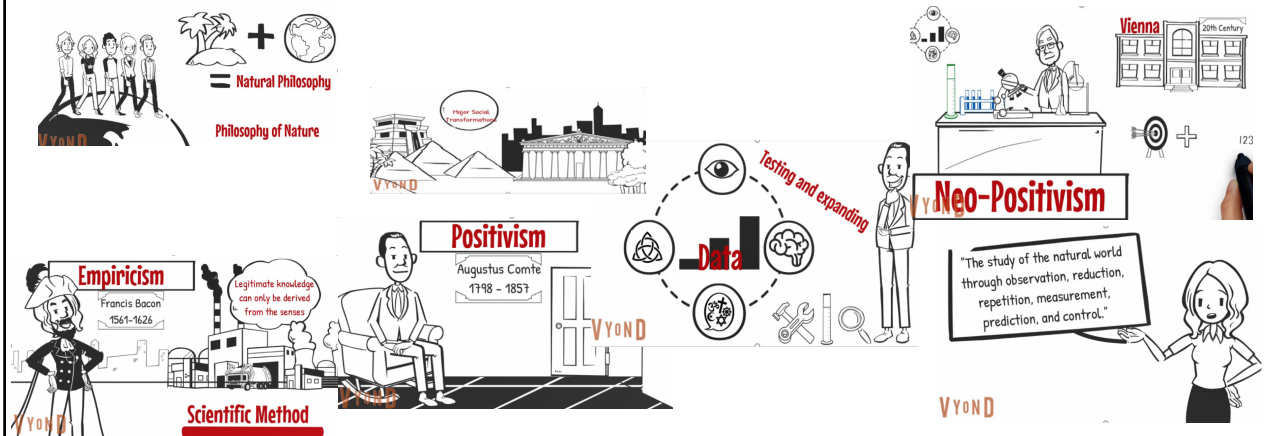 = Natural Philosophy
Philosophy of Nature
VYOND
Empiricism
Francis Bacon
1561-1626
Legitimate knowledge
can only be derived
from the senses
Scientific Method
VYOND
Major Social
Transformations
VYOND
Positivism
Augustus Comte
1798 - 1857
VYOND
Testing and expanding
Data
VYOND
Vienna
20th Century
+
123
Neo-Positivism
VYOND
"The study of the natural world
through observation, reduction,
repetition, measurement,
prediction, and control."
VYOND